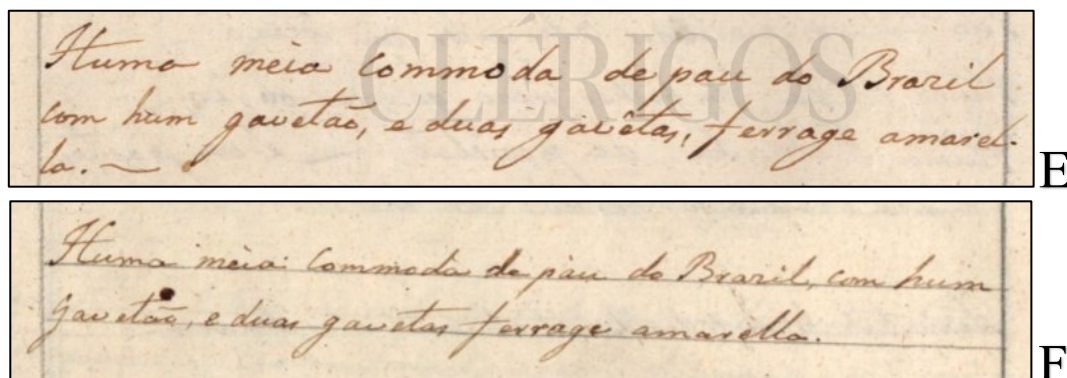 Huma meia Commoda de pau do Brazil
com hum gavetaõ, e duas gavêtas, ferrage amarel-
la. ~
CLÉRIGOS
E
Huma meia Commoda de pau do Brazil, com hum
gavetaõ, e duas gavetas ferrage amarella.
F